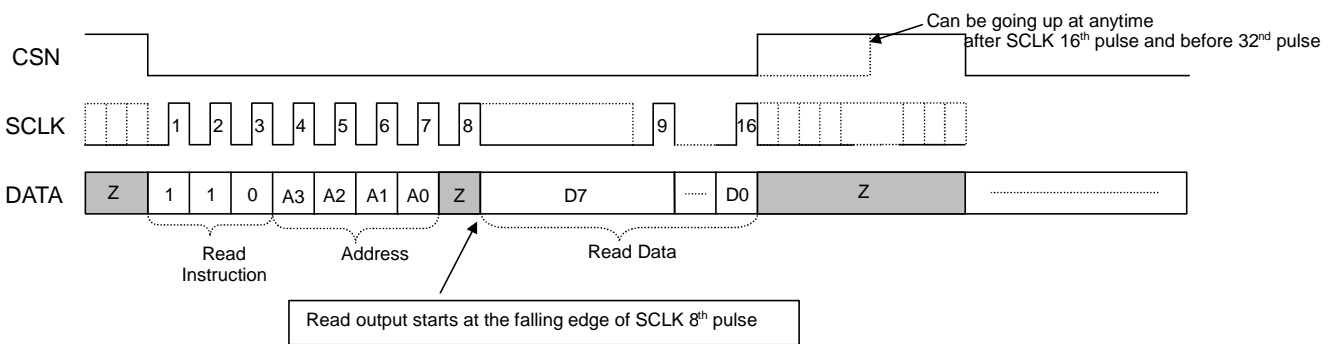 Can be going up at anytime
after SCLK 16th pulse and before 32nd pulse
CSN
SCLK 1 2 3 4 5 6 7 8 9 16
DATA Z 1 1 0 A3 A2 A1 A0 Z D7 ...... D0 Z
Read
Instruction
Address
Read Data
Read output starts at the falling edge of SCLK 8th pulse